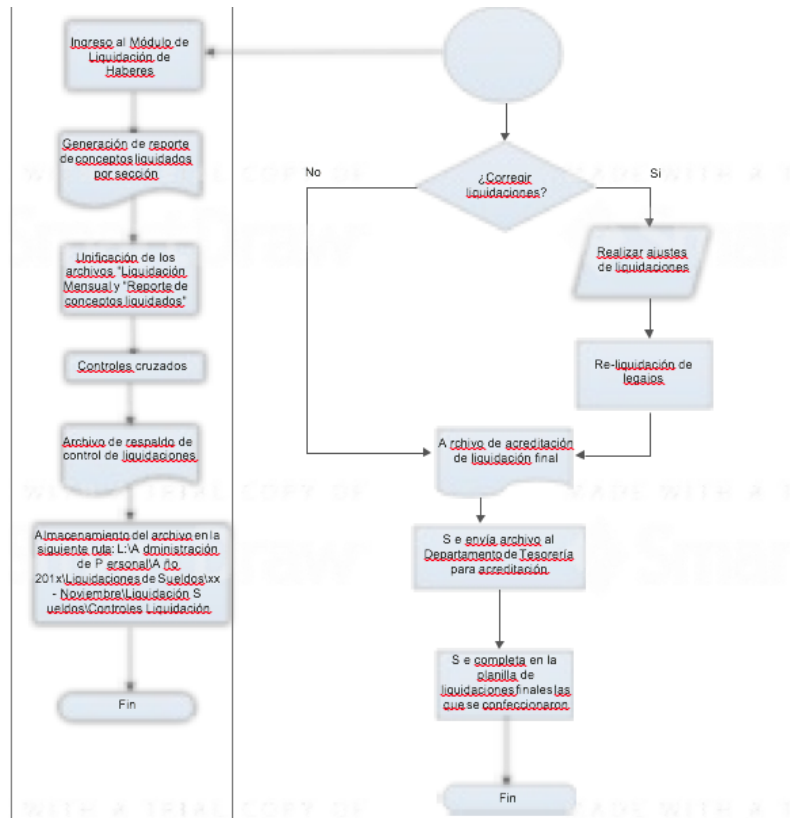 Ingreso al Módulo de
Liquidación de
Haberes
Generación de reporte
de conceptos liquidados
por sección
Unificación de los
archivos "Liquidación
Mensual y "Reporte de
conceptos liquidados"
Controles cruzados
Archivo de respaldo de
control de liquidaciones
Almacenamiento del archivo en la
siguiente ruta: L:\A dministración
de P ersonal\A ño
201x\Liquidaciones de Sueldos\xx
- Noviembre\Liquidación S
ueldos\Controles Liquidación
Fin
¿Corregir
liquidaciones?
No
Si
Realizar ajustes
de liquidaciones
Re-liquidación de
legajos
A rchivo de acreditación
de liquidación final
S e envía archivo al
Departamento de Tesorería
para acreditación
S e completa en la
planilla de
liquidaciones finales las
que se confeccionaron
Fin